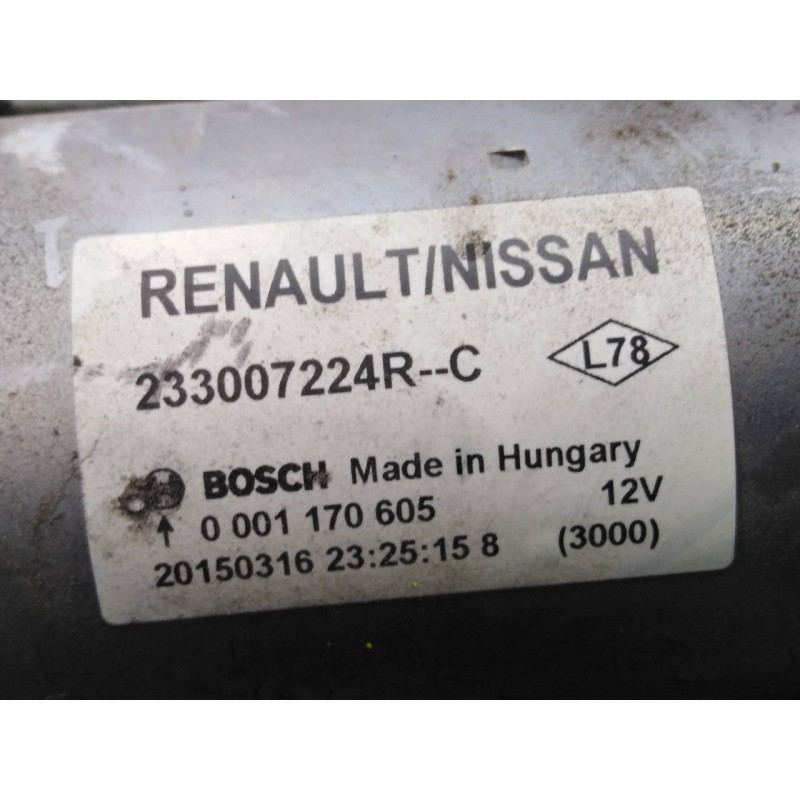 RENAULT/NISSAN
233007224R--C
L78
BOSCH Made in Hungary
0 001 170 605 12V
20150316 23:25:15 8 (3000)